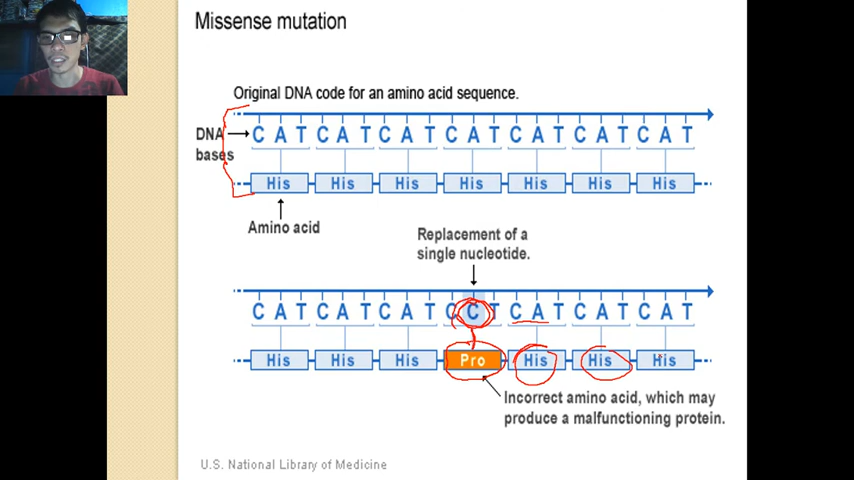 Missense mutation
Original DNA code for an amino acid sequence.
DNA
bases
C A T C A T C A T C A T C A T C A T C A T
His His His His His His His
Amino acid
Replacement of a
single nucleotide.
C A T C A T C A T C C T C A T C A T C A T
His His His Pro His His His
Incorrect amino acid, which may
produce a malfunctioning protein.
U.S. National Library of Medicine